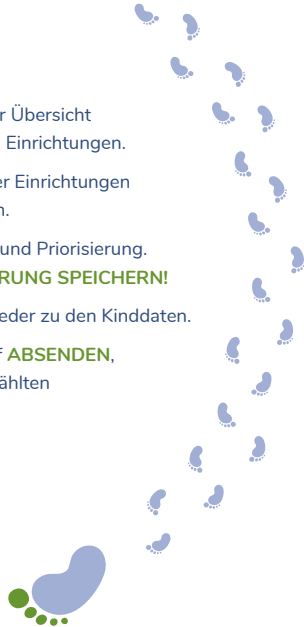 r Übersicht
Einrichtungen.
er Einrichtungen
n.
und Priorisierung.
RUNG SPEICHERN!
eder zu den Kinddaten.
f ABSENDEN,
ählten